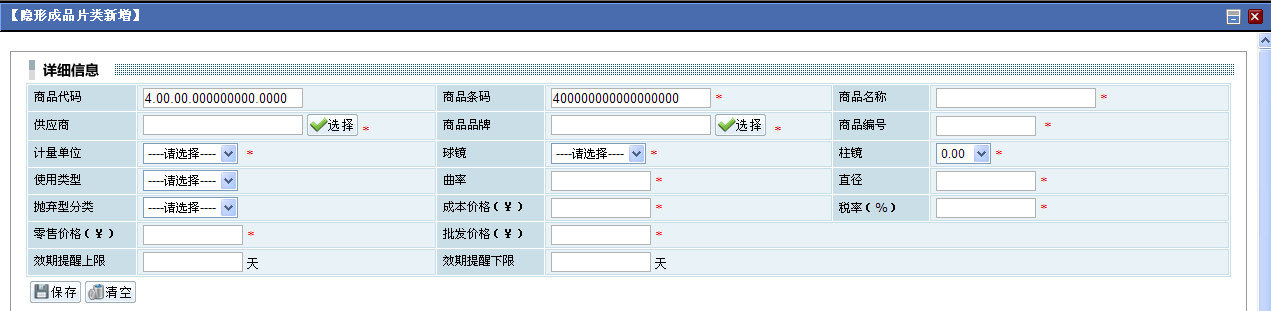 【隐形成品片类新增】
详细信息
商品代码 4.00.00.000000000.0000 商品条码 400000000000000000 * 商品名称 *
供应商 选择 * 商品品牌 选择 * 商品编号 *
计量单位 ----请选择---- * 球镜 ----请选择---- * 柱镜 0.00 *
使用类型 ----请选择---- 曲率 * 直径 *
抛弃型分类 ----请选择---- 成本价格(¥) * 税率(%) *
零售价格(¥) * 批发价格(¥) *
效期提醒上限 天 效期提醒下限 天
保存 清空